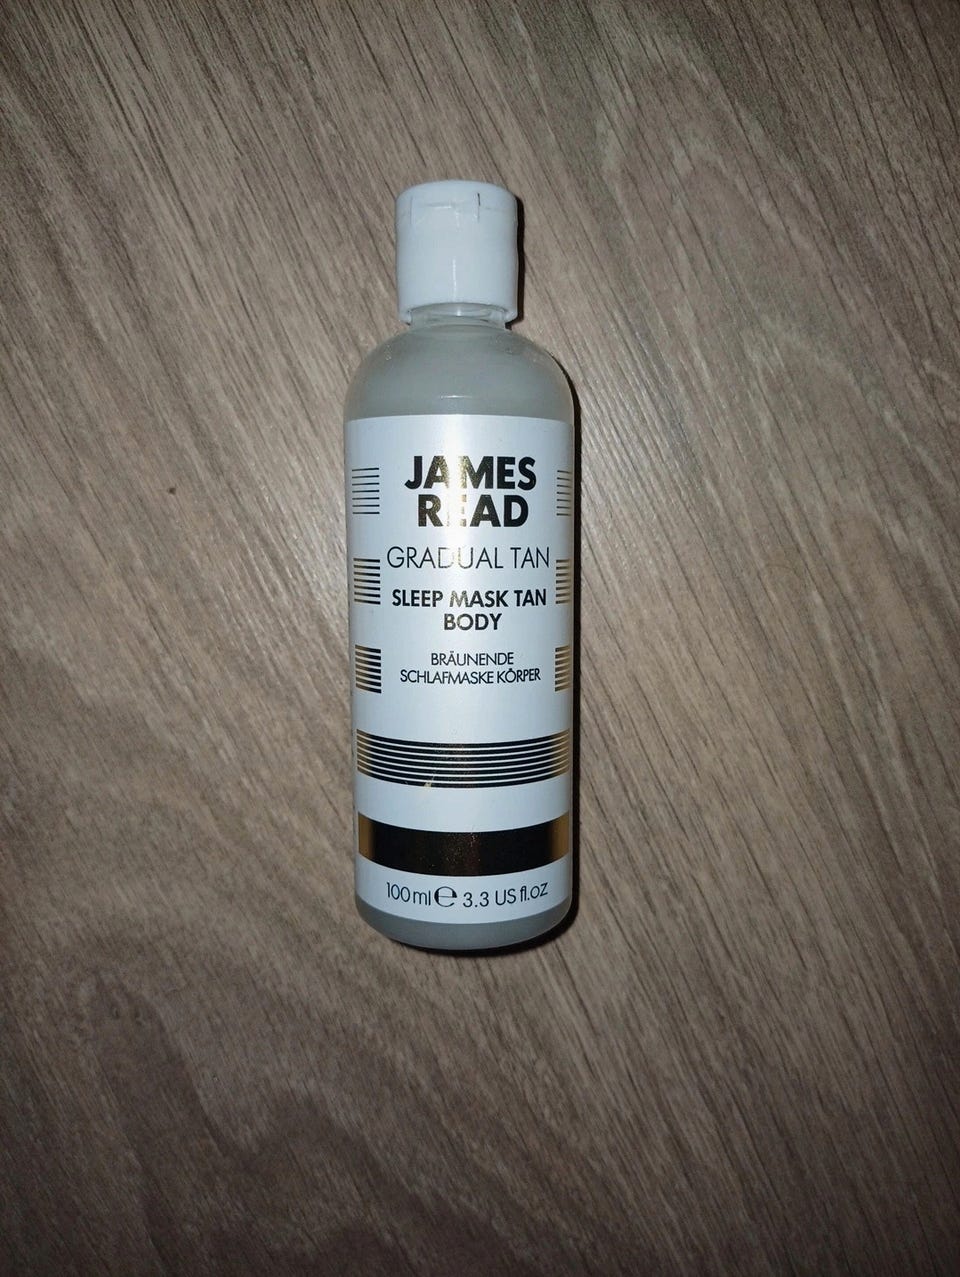 JAMES
READ
GRADUAL TAN
SLEEP MASK TAN
BODY
BRÄUNENDE
SCHLAFMASKE KÖRPER
100ml ℮ 3.3 US fl.oz